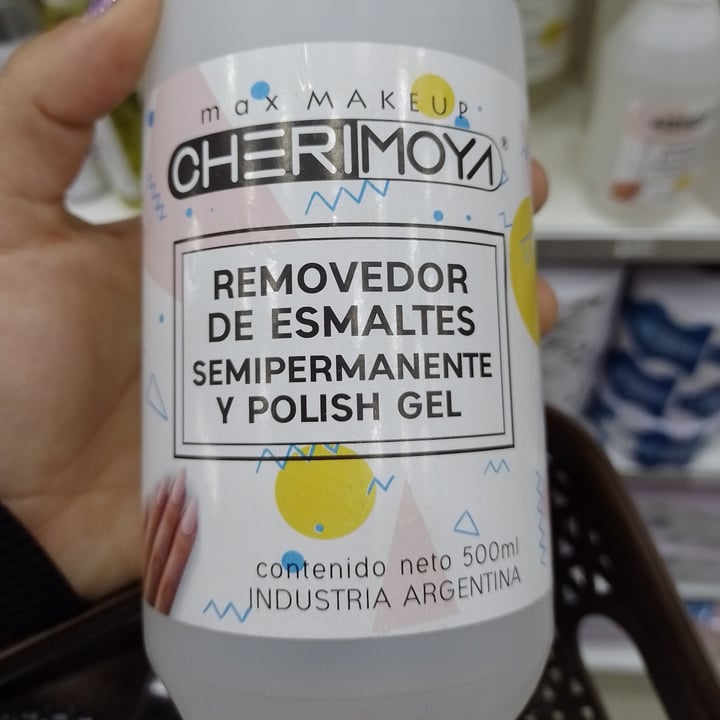 max MAKEUP
CHERIMOYA®
REMOVEDOR
DE ESMALTES
SEMIPERMANENTE
Y POLISH GEL
contenido neto 500ml
INDUSTRIA ARGENTINA